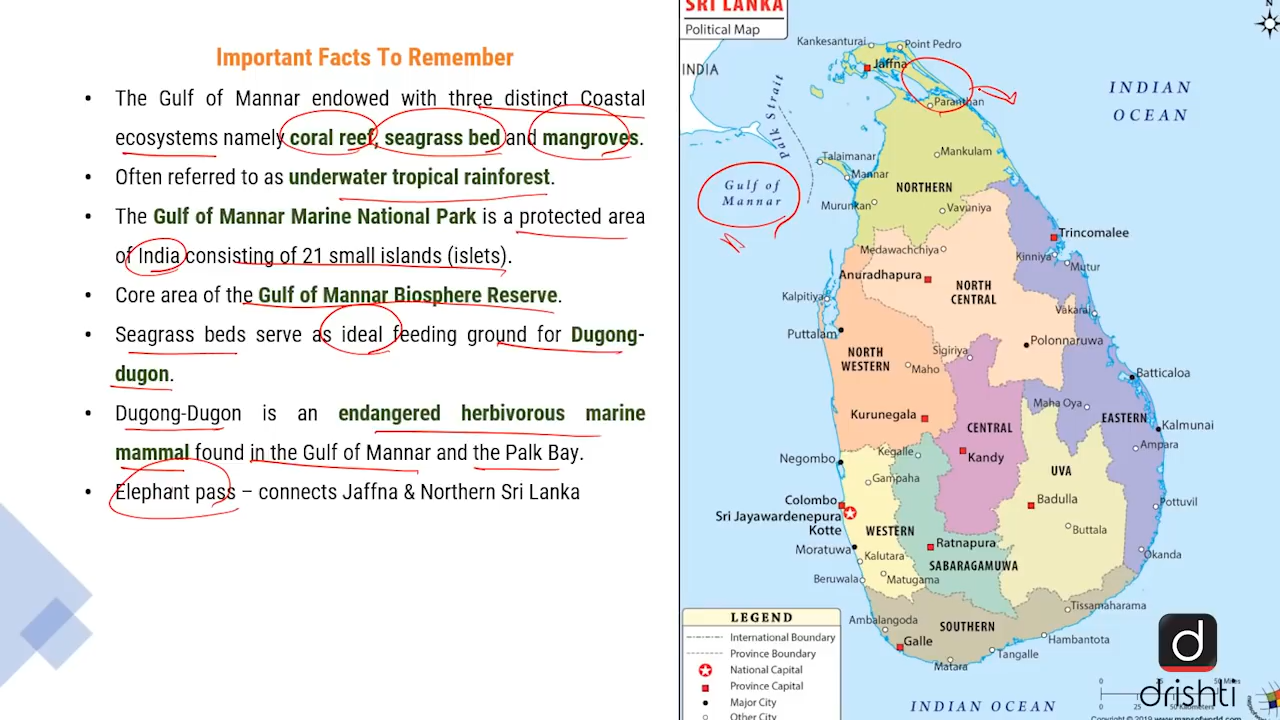 Important Facts To Remember
• The Gulf of Mannar endowed with three distinct Coastal
ecosystems namely coral reef, seagrass bed and mangroves.
• Often referred to as underwater tropical rainforest.
• The Gulf of Mannar Marine National Park is a protected area
of India consisting of 21 small islands (islets).
• Core area of the Gulf of Mannar Biosphere Reserve.
• Seagrass beds serve as ideal feeding ground for Dugong-
dugon.
• Dugong-Dugon is an endangered herbivorous marine
mammal found in the Gulf of Mannar and the Palk Bay.
• Elephant pass – connects Jaffna & Northern Sri Lanka
SRI LANKA
Political Map
N
INDIA
Kankesanturai
Point Pedro
Jaffna
Paranthan
INDIAN
OCEAN
Palk Strait
Talaimanar
Mankulam
Mannar
Gulf of
Mannar
NORTHERN
Murunkan
Vavuniya
Trincomalee
Medawachchiya
Kinniya
Mutur
Anuradhapura
NORTH
CENTRAL
Kalpitiya
Vakarai
Puttalam
Polonnaruwa
NORTH
WESTERN
Sigiriya
Maho
Batticaloa
Maha Oya
Kurunegala
EASTERN
CENTRAL
Kalmunai
Ampara
Negombo
Kegalle
Kandy
UVA
Gampaha
Colombo
Badulla
Pottuvil
Sri Jayawardenepura
Kotte
WESTERN
Buttala
Moratuwa
Ratnapura
Okanda
Kalutara
SABARAGAMUWA
Beruwala
Matugama
Tissamaharama
Ambalangoda
SOUTHERN
Hambantota
Galle
Tangalle
Matara
INDIAN OCEAN
LEGEND
International Boundary
Province Boundary
National Capital
Province Capital
Major City
Other City
d
drishti